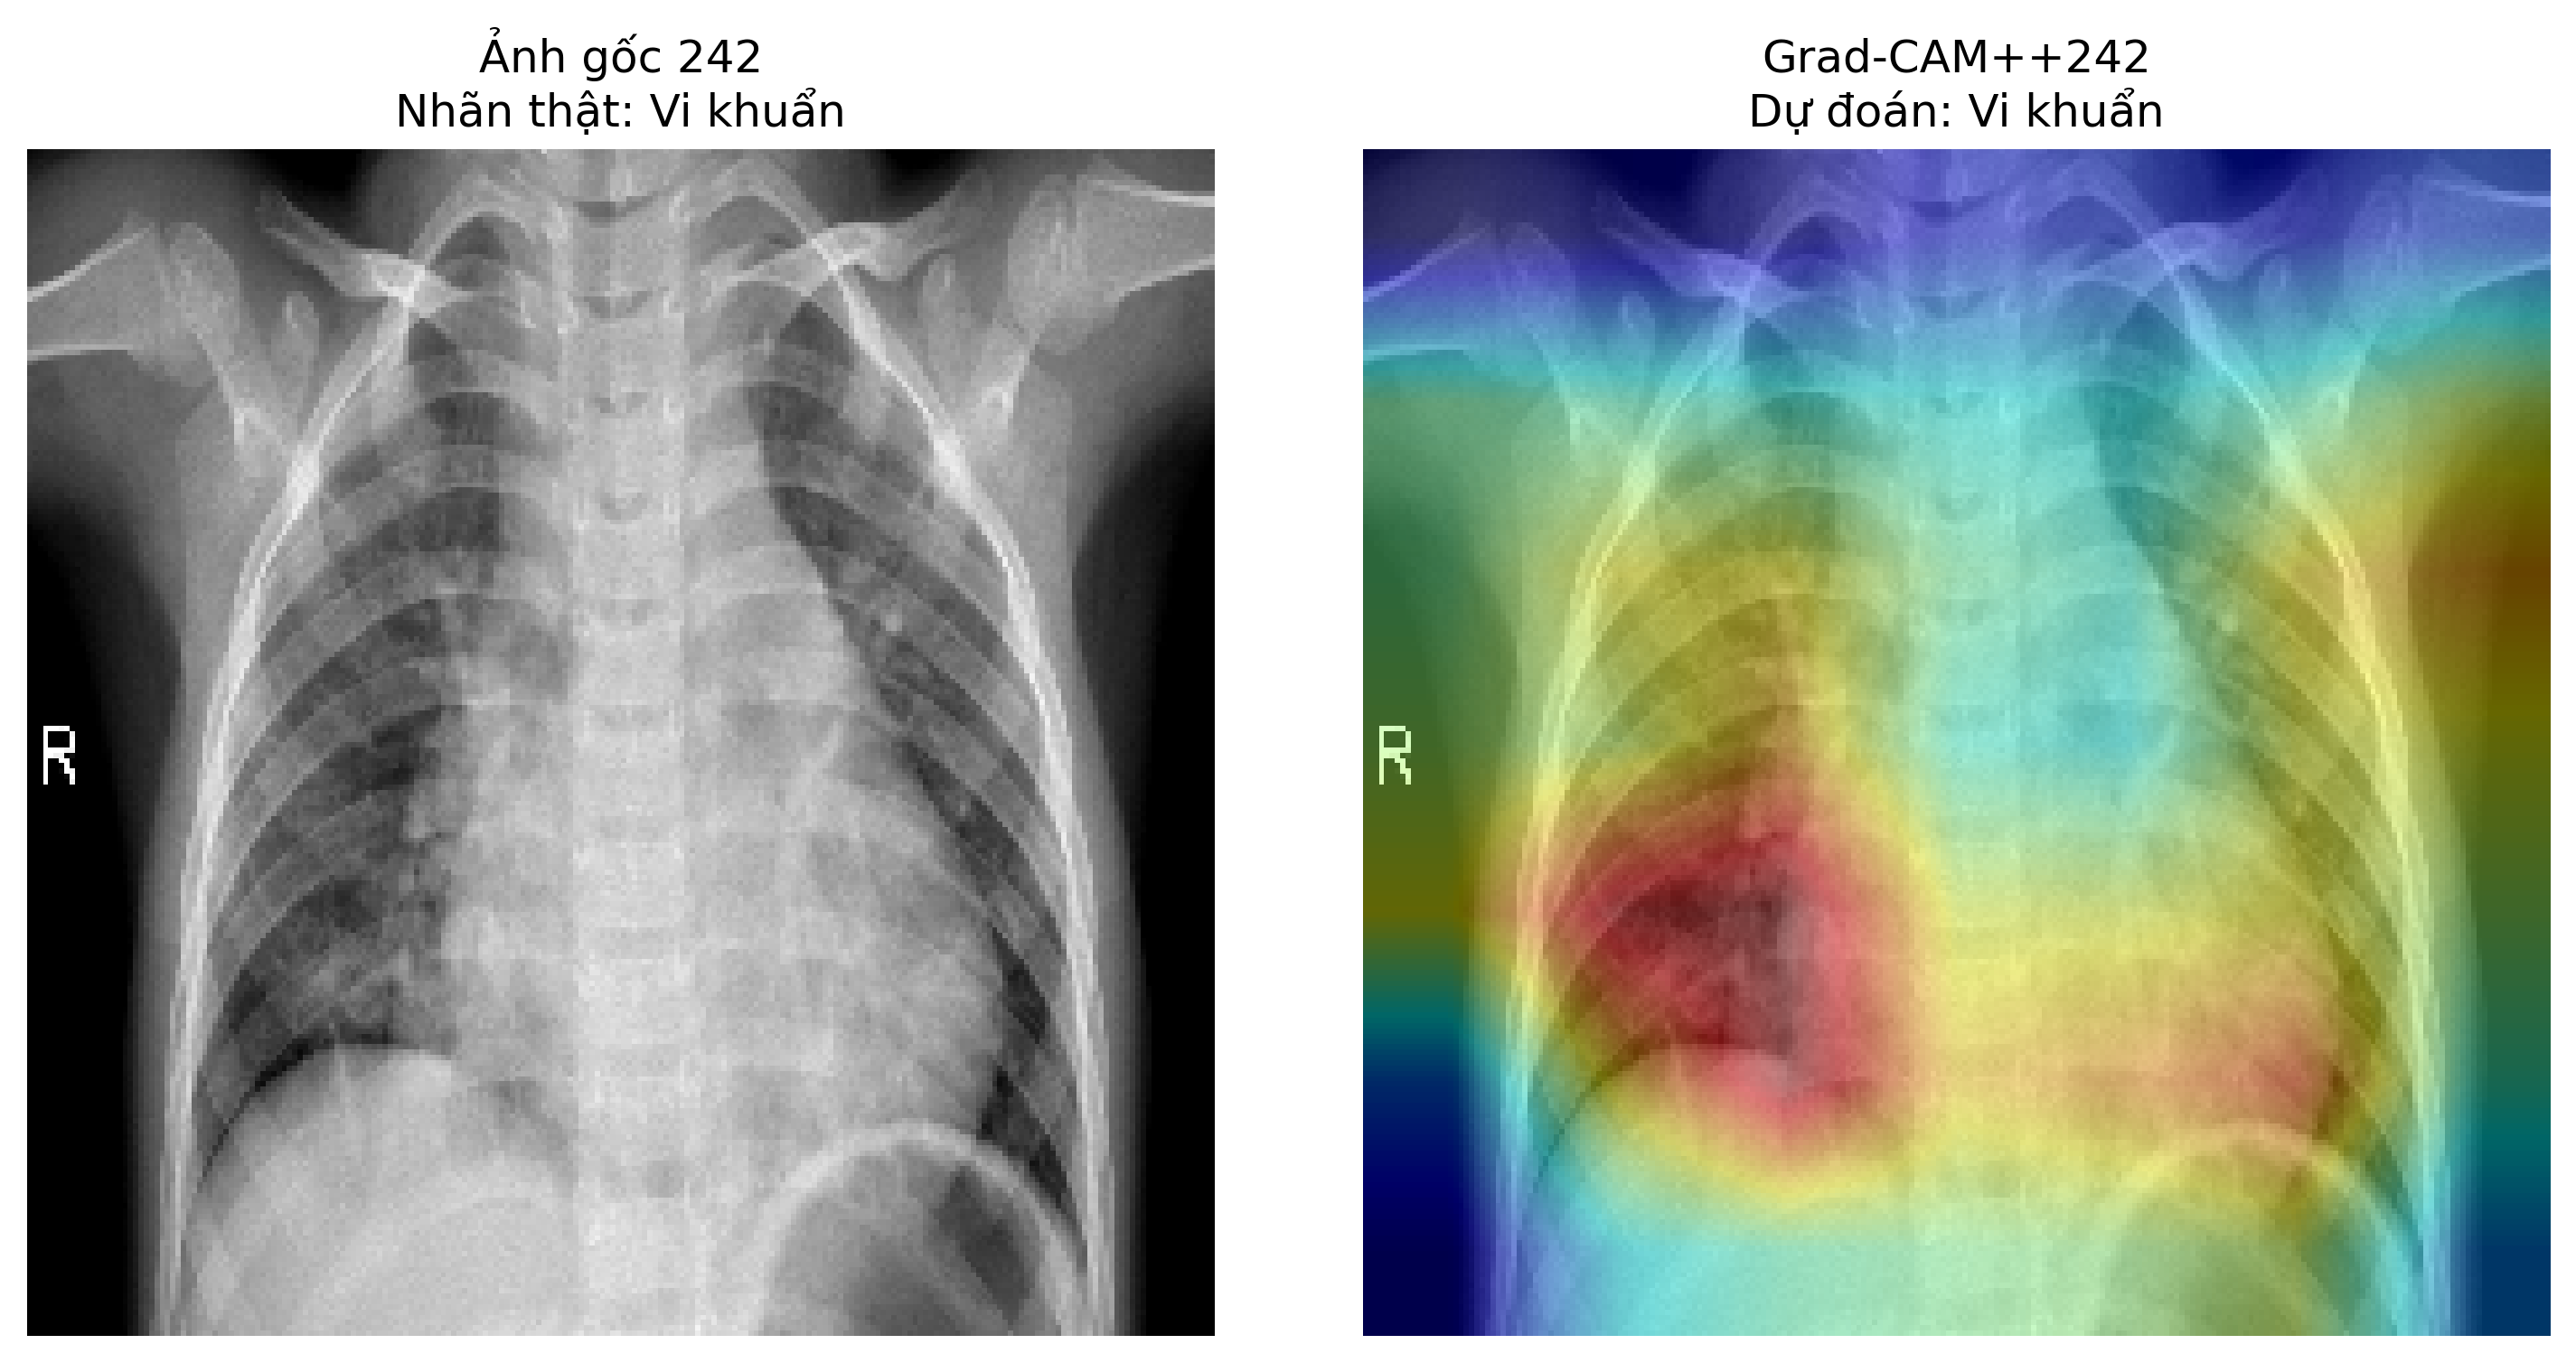 Ảnh gốc 242
Nhãn thật: Vi khuẩn
Grad-CAM++242
Dự đoán: Vi khuẩn
R
R